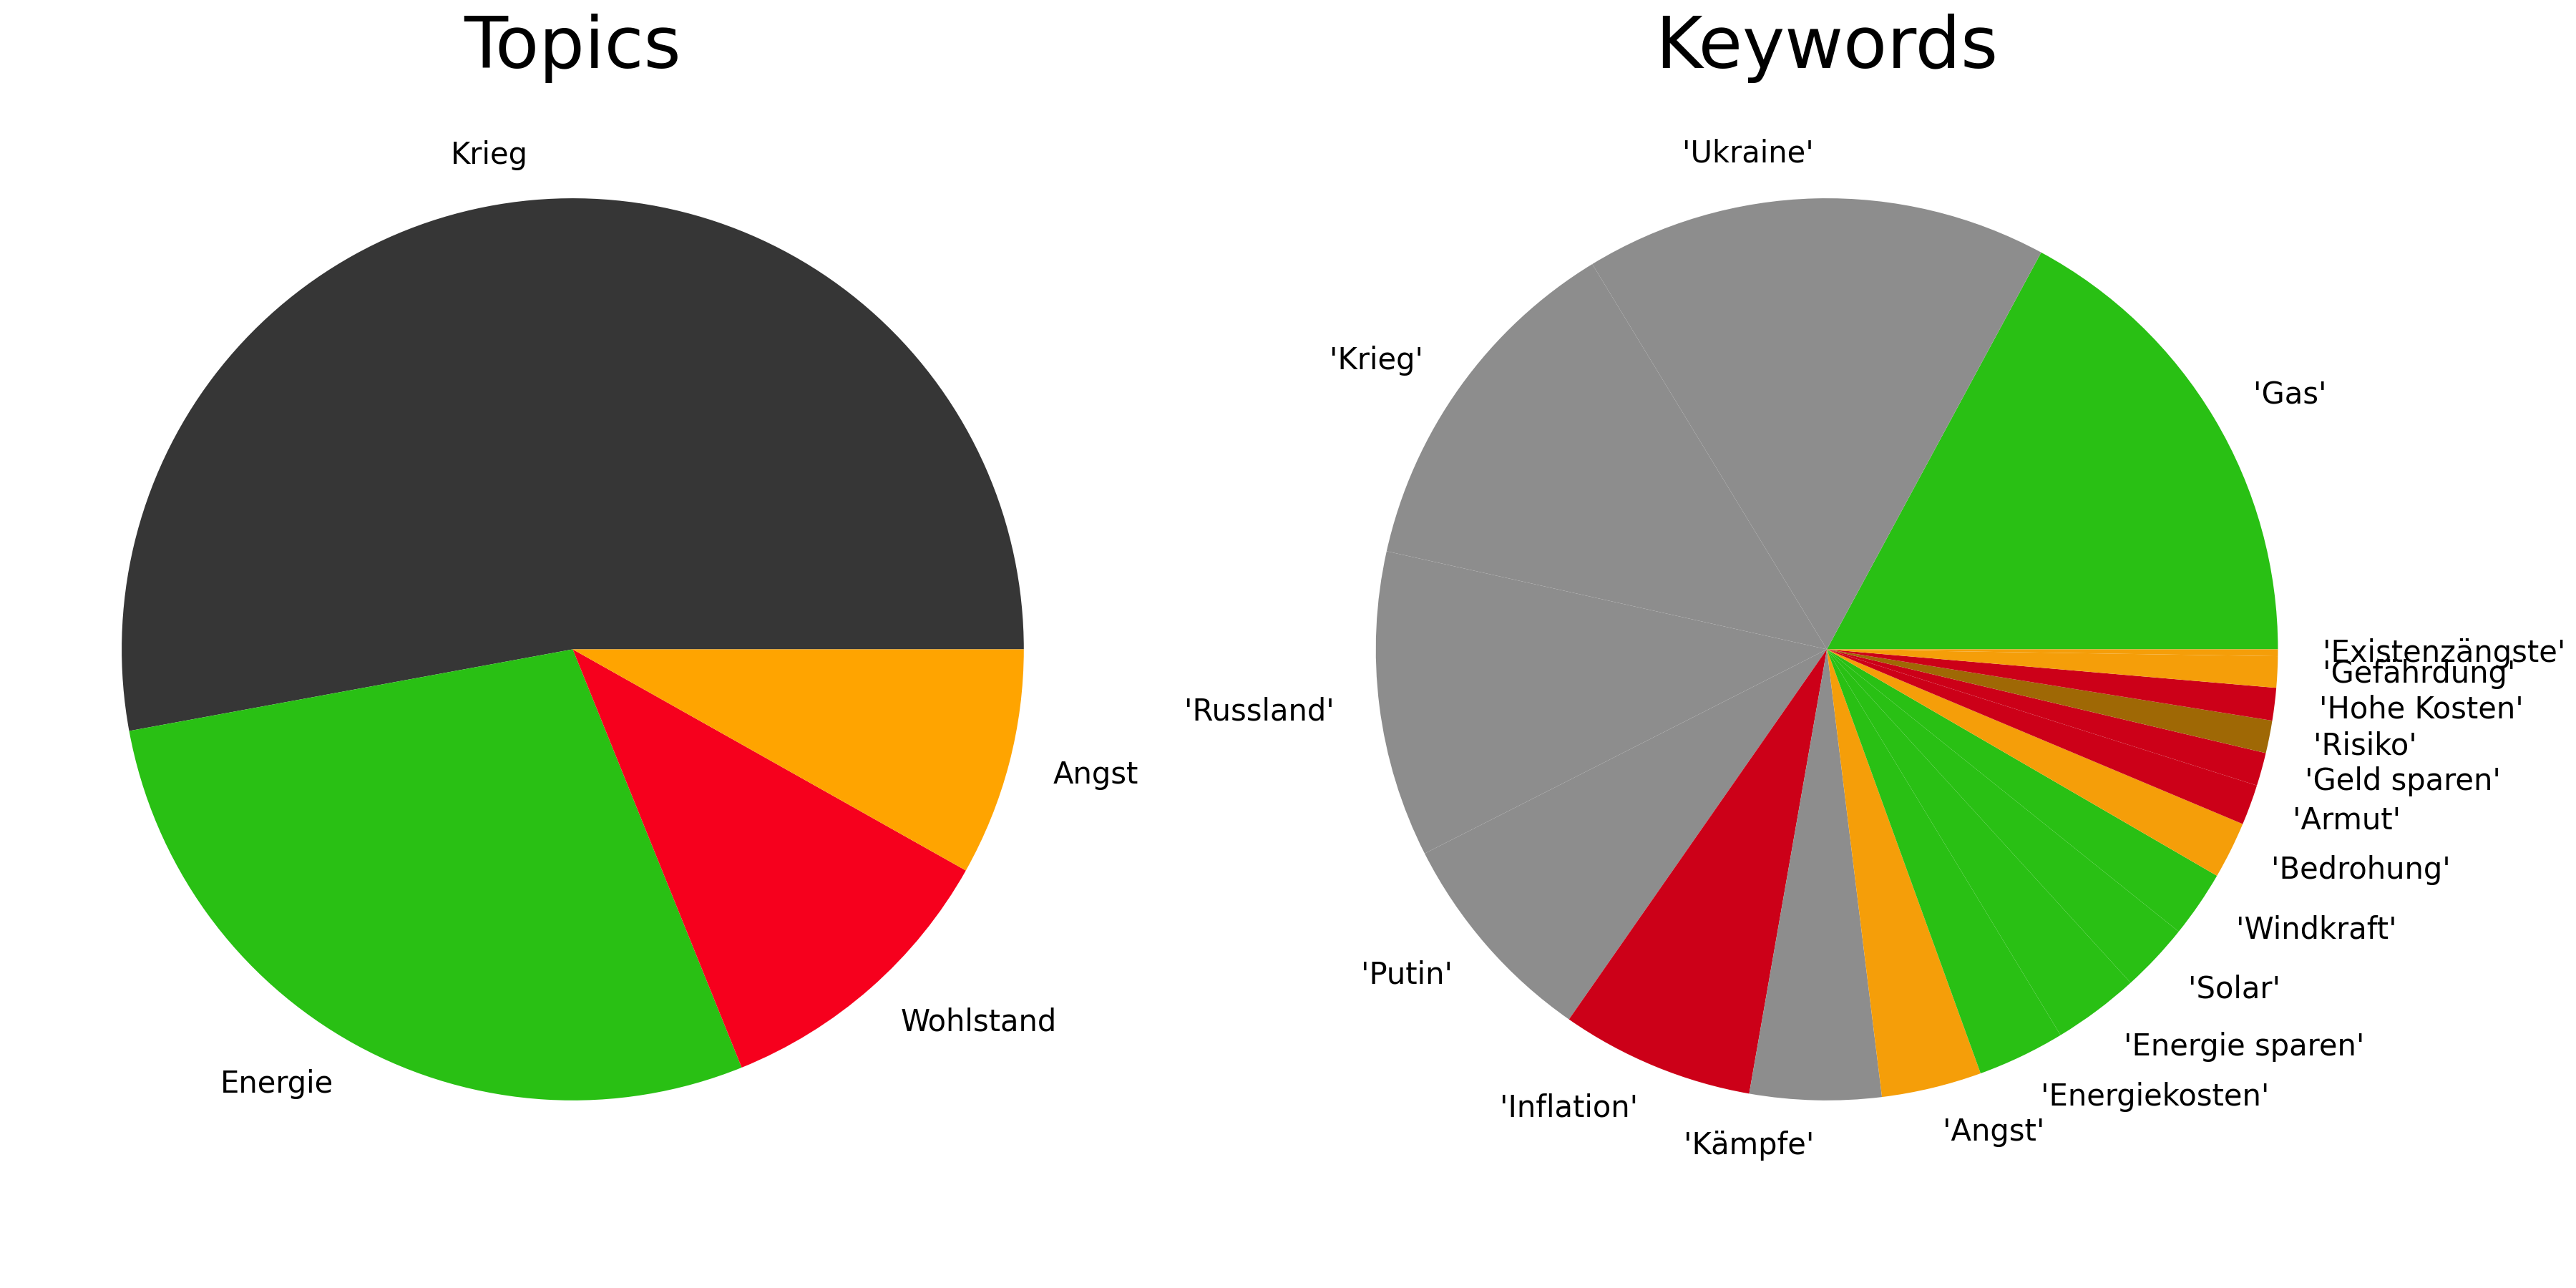 Topics
Krieg
Energie
Wohlstand
Angst
Keywords
'Gas'
'Ukraine'
'Krieg'
'Russland'
'Putin'
'Inflation'
'Kämpfe'
'Angst'
'Energiekosten'
'Energie sparen'
'Solar'
'Windkraft'
'Bedrohung'
'Armut'
'Geld sparen'
'Risiko'
'Hohe Kosten'
'Gefährdung'
'Existenzängste'